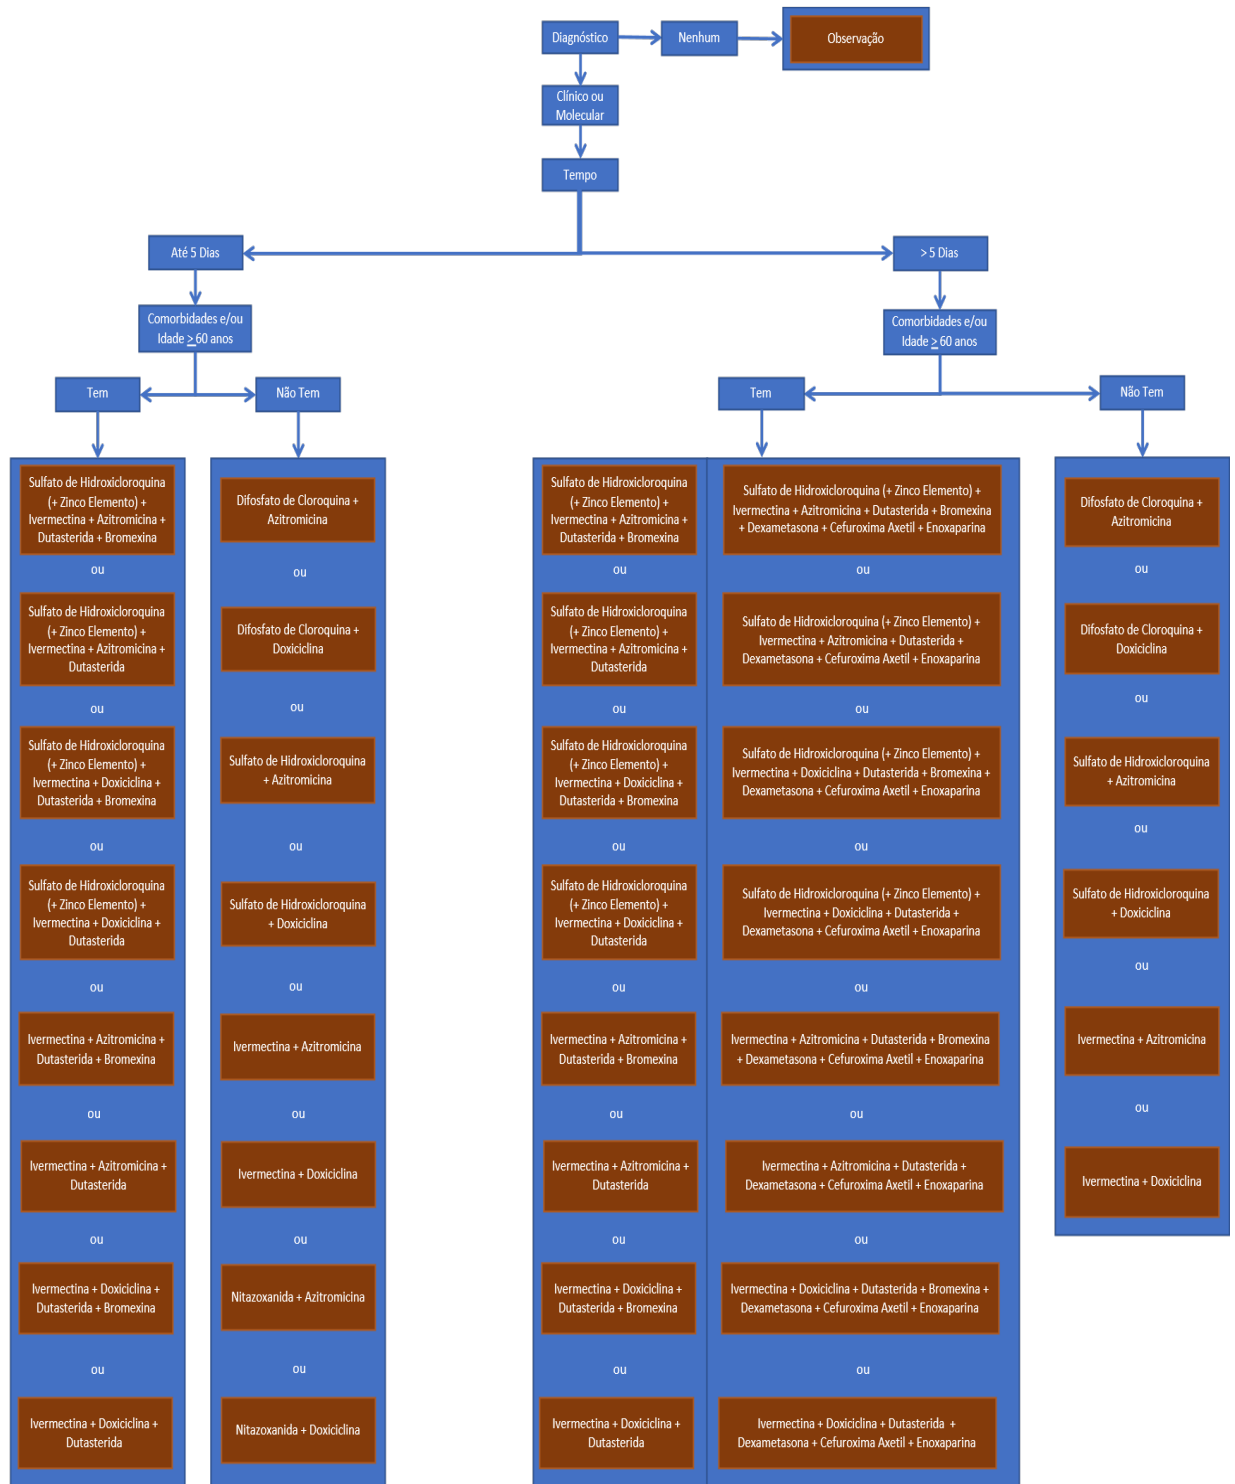 Diagnóstico
Nenhum
Observação
Clínico ou
Molecular
Tempo
Até 5 Dias
Comorbidades e/ou
Idade ≥ 60 anos
Tem
Não Tem
Sulfato de Hidroxicloroquina
(+ Zinco Elemento) +
Ivermectina + Azitromicina +
Dutasterida + Bromexina
ou
Sulfato de Hidroxicloroquina
(+ Zinco Elemento) +
Ivermectina + Azitromicina +
Dutasterida
ou
Sulfato de Hidroxicloroquina
(+ Zinco Elemento) +
Ivermectina + Doxiciclina +
Dutasterida + Bromexina
ou
Sulfato de Hidroxicloroquina
(+ Zinco Elemento) +
Ivermectina + Doxiciclina +
Dutasterida
ou
Ivermectina + Azitromicina +
Dutasterida + Bromexina
ou
Ivermectina + Azitromicina +
Dutasterida
ou
Ivermectina + Doxiciclina +
Dutasterida + Bromexina
ou
Ivermectina + Doxiciclina +
Dutasterida
Difosfato de Cloroquina +
Azitromicina
ou
Difosfato de Cloroquina +
Doxiciclina
ou
Sulfato de Hidroxicloroquina
+ Azitromicina
ou
Sulfato de Hidroxicloroquina
+ Doxiciclina
ou
Ivermectina + Azitromicina
ou
Ivermectina + Doxiciclina
ou
Nitazoxanida + Azitromicina
ou
Nitazoxanida + Doxiciclina
> 5 Dias
Comorbidades e/ou
Idade ≥ 60 anos
Tem
Não Tem
Sulfato de Hidroxicloroquina
(+ Zinco Elemento) +
Ivermectina + Azitromicina +
Dutasterida + Bromexina
ou
Sulfato de Hidroxicloroquina
(+ Zinco Elemento) +
Ivermectina + Azitromicina +
Dutasterida
ou
Sulfato de Hidroxicloroquina
(+ Zinco Elemento) +
Ivermectina + Doxiciclina +
Dutasterida + Bromexina
ou
Sulfato de Hidroxicloroquina
(+ Zinco Elemento) +
Ivermectina + Doxiciclina +
Dutasterida
ou
Ivermectina + Azitromicina +
Dutasterida + Bromexina
ou
Ivermectina + Azitromicina +
Dutasterida
ou
Ivermectina + Doxiciclina +
Dutasterida + Bromexina
ou
Ivermectina + Doxiciclina +
Dutasterida
Sulfato de Hidroxicloroquina (+ Zinco Elemento) +
Ivermectina + Azitromicina + Dutasterida + Bromexina
+ Dexametasona + Cefuroxima Axetil + Enoxaparina
ou
Sulfato de Hidroxicloroquina (+ Zinco Elemento) +
Ivermectina + Azitromicina + Dutasterida +
Dexametasona + Cefuroxima Axetil + Enoxaparina
ou
Sulfato de Hidroxicloroquina (+ Zinco Elemento) +
Ivermectina + Doxiciclina + Dutasterida + Bromexina +
Dexametasona + Cefuroxima Axetil + Enoxaparina
ou
Sulfato de Hidroxicloroquina (+ Zinco Elemento) +
Ivermectina + Doxiciclina + Dutasterida +
Dexametasona + Cefuroxima Axetil + Enoxaparina
ou
Ivermectina + Azitromicina + Dutasterida + Bromexina
+ Dexametasona + Cefuroxima Axetil + Enoxaparina
ou
Ivermectina + Azitromicina + Dutasterida +
Dexametasona + Cefuroxima Axetil + Enoxaparina
ou
Ivermectina + Doxiciclina + Dutasterida + Bromexina +
Dexametasona + Cefuroxima Axetil + Enoxaparina
ou
Ivermectina + Doxiciclina + Dutasterida +
Dexametasona + Cefuroxima Axetil + Enoxaparina
Difosfato de Cloroquina +
Azitromicina
ou
Difosfato de Cloroquina +
Doxiciclina
ou
Sulfato de Hidroxicloroquina
+ Azitromicina
ou
Sulfato de Hidroxicloroquina
+ Doxiciclina
ou
Ivermectina + Azitromicina
ou
Ivermectina + Doxiciclina